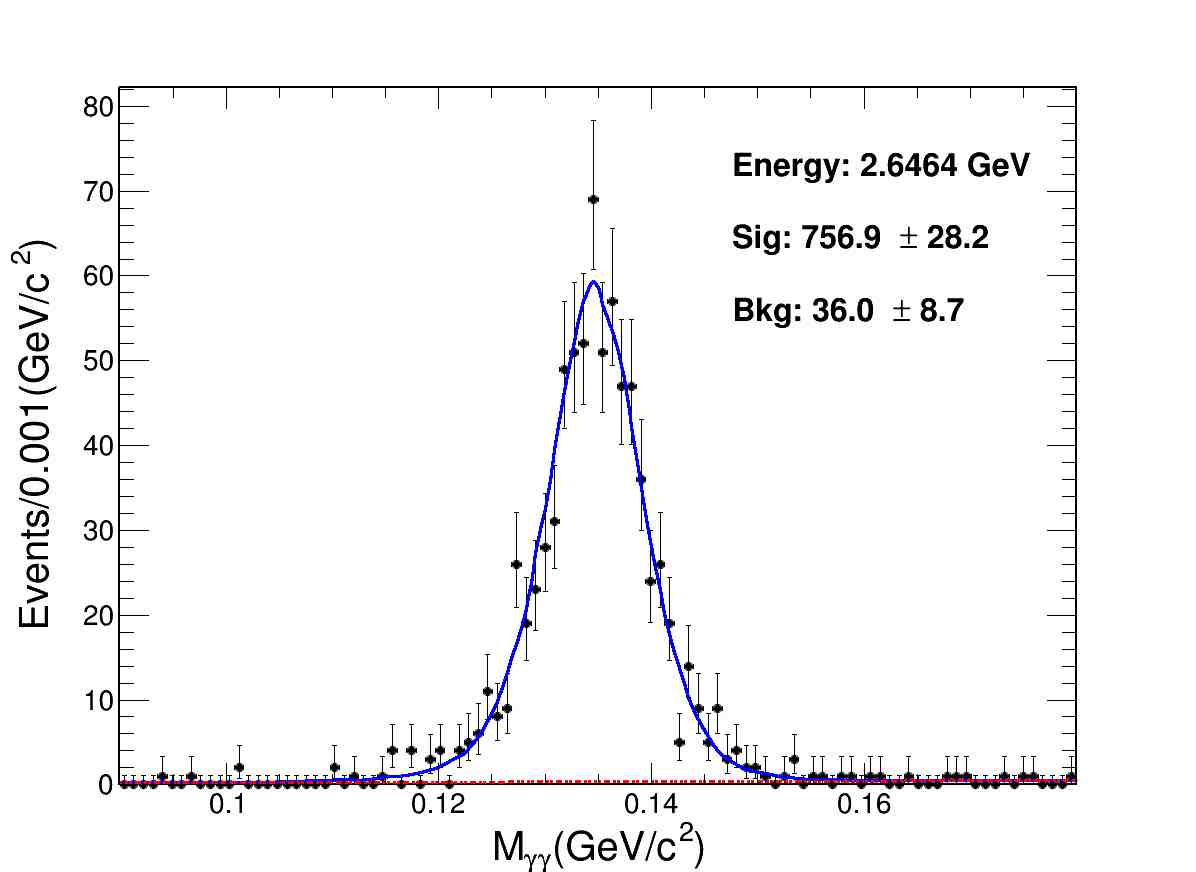 Energy: 2.6464 GeV
Sig: 756.9 ± 28.2
Bkg: 36.0 ± 8.7
Events/0.001(GeV/c²)
80
70
60
50
40
30
20
10
0
0.1 0.12 0.14 0.16
Mγγ(GeV/c²)